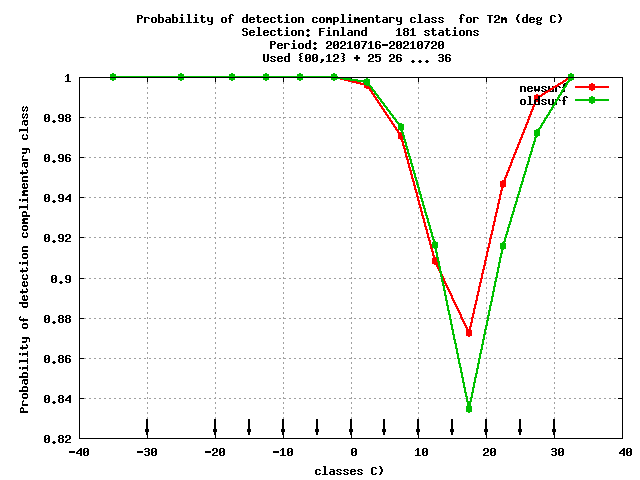 Probability of detection complimentary class  for T2m (deg C)
Selection: Finland    181 stations
Period: 20210716-20210720
Used {00,12} + 25 26 ... 36
Probability of detection complimentary class
1
0.98
0.96
0.94
0.92
0.9
0.88
0.86
0.84
0.82
newsurf
oldsurf
-40
-30
-20
-10
0
10
20
30
40
classes C)